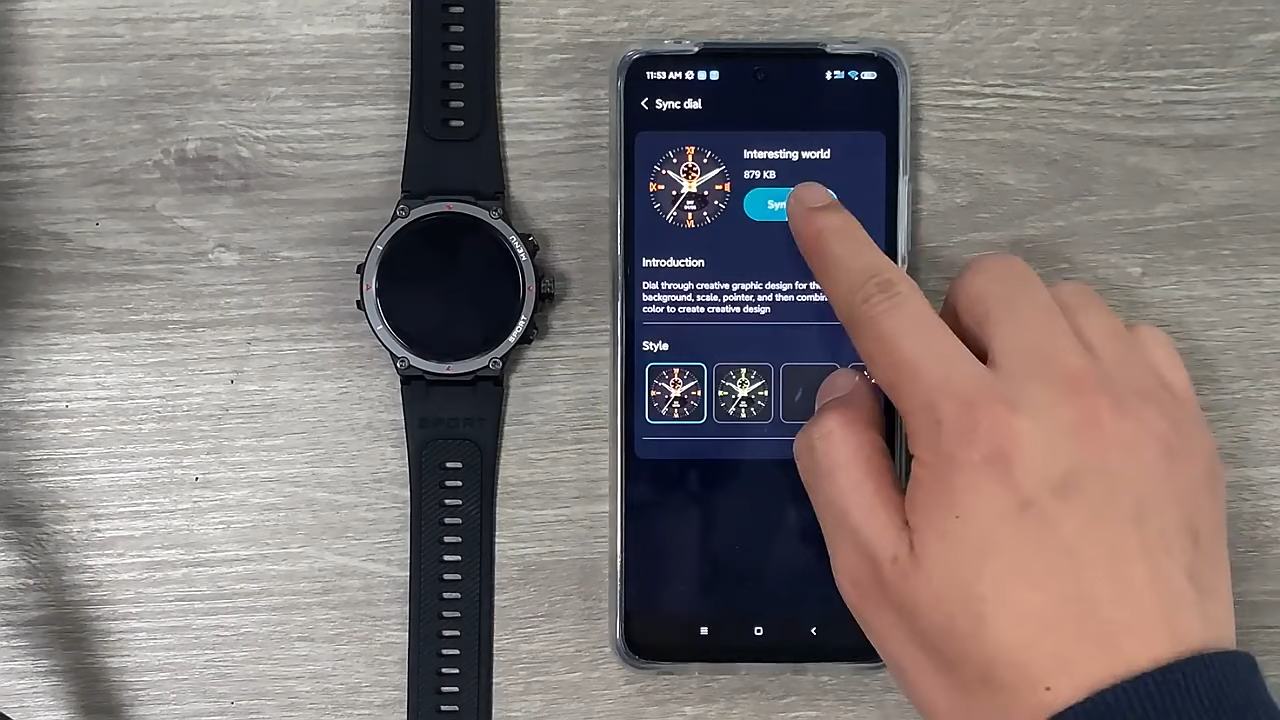 11:53 AM
Sync dial
Interesting world
879 KB
Introduction
Dial through creative graphic design for the
background, scale, pointer, and then
color to create creative design
Style
MENU
SPORT
SPORT